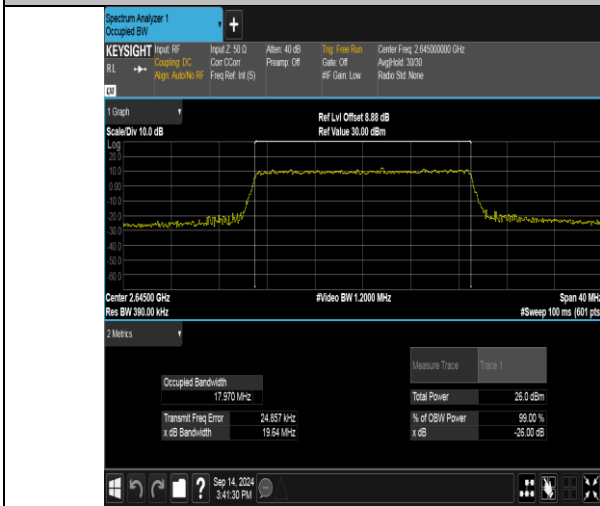 Spectrum Analyzer 1
Occupied BW
+
KEYSIGHT Input: RF Input Z: 50 Ω Atten: 40 dB Trig: Free Run Center Freq: 2.645000000 GHz
RL Coupling: DC Corr CCorr Preamp: Off Gate: Off Avg|Hold: 30/30
Align: Auto/No RF Freq Ref: Int (S) #IF Gain: Low Radio Std: None
1 Graph
Ref Lvl Offset 8.88 dB
Scale/Div 10.0 dB Ref Value 30.00 dBm
Log
20.0
10.0
0.00
-10.0
-20.0
-30.0
-40.0
-50.0
-60.0
Center 2.64500 GHz #Video BW 1.2000 MHz Span 40 MHz
Res BW 390.00 kHz #Sweep 100 ms (601 pts
2 Metrics
Measure Trace Trace 1
Occupied Bandwidth
17.970 MHz Total Power 26.0 dBm
Transmit Freq Error 24.857 kHz % of OBW Power 99.00 %
x dB Bandwidth 19.64 MHz x dB -26.00 dB
? Sep 14, 2024
3:41:30 PM